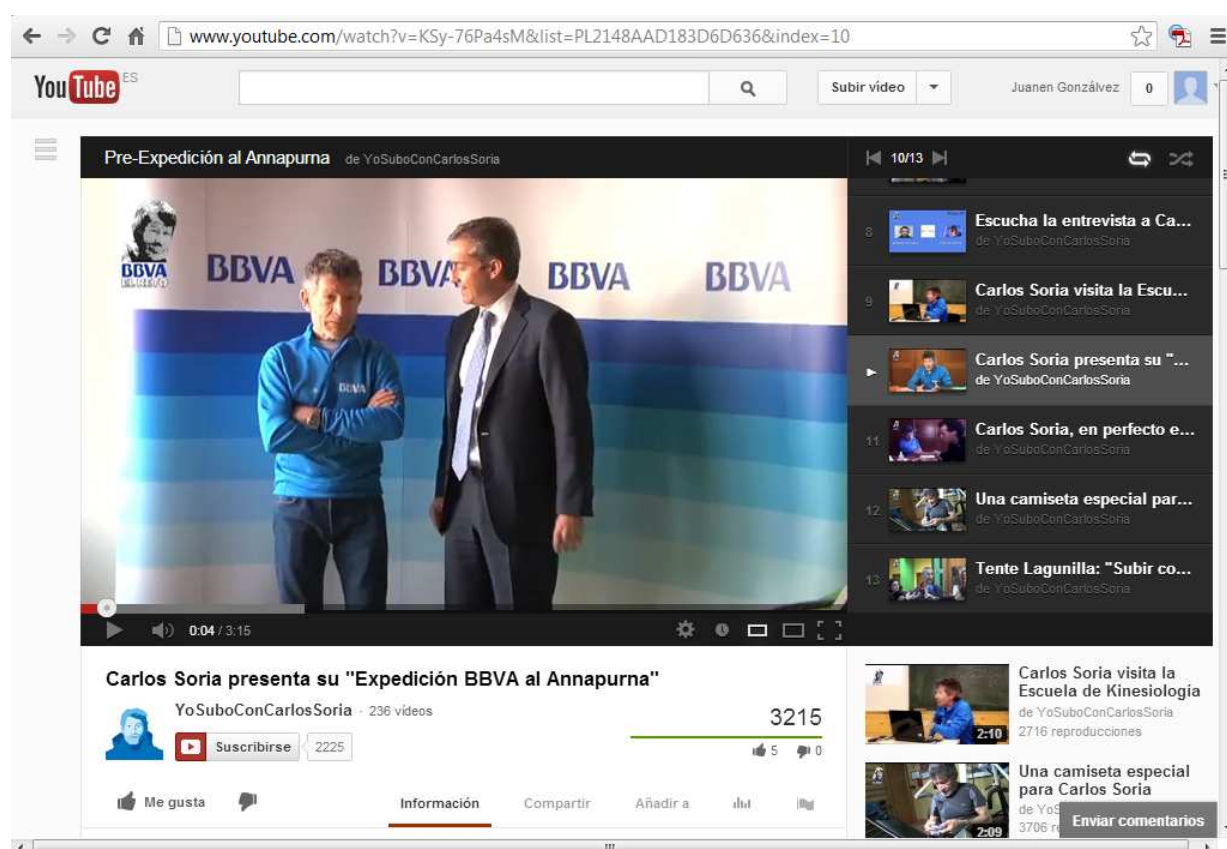 www.youtube.com/watch?v=KSy-76Pa4sM&list=PL2148AAD183D6D636&index=10
YouTube ES
Subir vídeo
Juanen Gonzálvez
0
Pre-Expedición al Annapurna de YoSuboConCarlosSoria
10/13
BBVA
EL RETO
BBVA BBVA BBVA BBVA
BBVA
8 Escucha la entrevista a Ca...
de YoSuboConCarlosSoria
9 Carlos Soria visita la Escu...
de YoSuboConCarlosSoria
Carlos Soria presenta su "...
de YoSuboConCarlosSoria
11 Carlos Soria, en perfecto e...
de YoSuboConCarlosSoria
12 Una camiseta especial par...
de YoSuboConCarlosSoria
13 Tente Lagunilla: "Subir co...
de YoSuboConCarlosSoria
0:04 / 3:15
Carlos Soria presenta su "Expedición BBVA al Annapurna"
YoSuboConCarlosSoria · 236 vídeos
Suscribirse 2225
3215
5 0
Me gusta
Información Compartir Añadir a
Carlos Soria visita la
Escuela de Kinesiología
de YoSuboConCarlosSoria
2716 reproducciones
2:10
Una camiseta especial
para Carlos Soria
de YoS
3706 r
2:09
Enviar comentarios